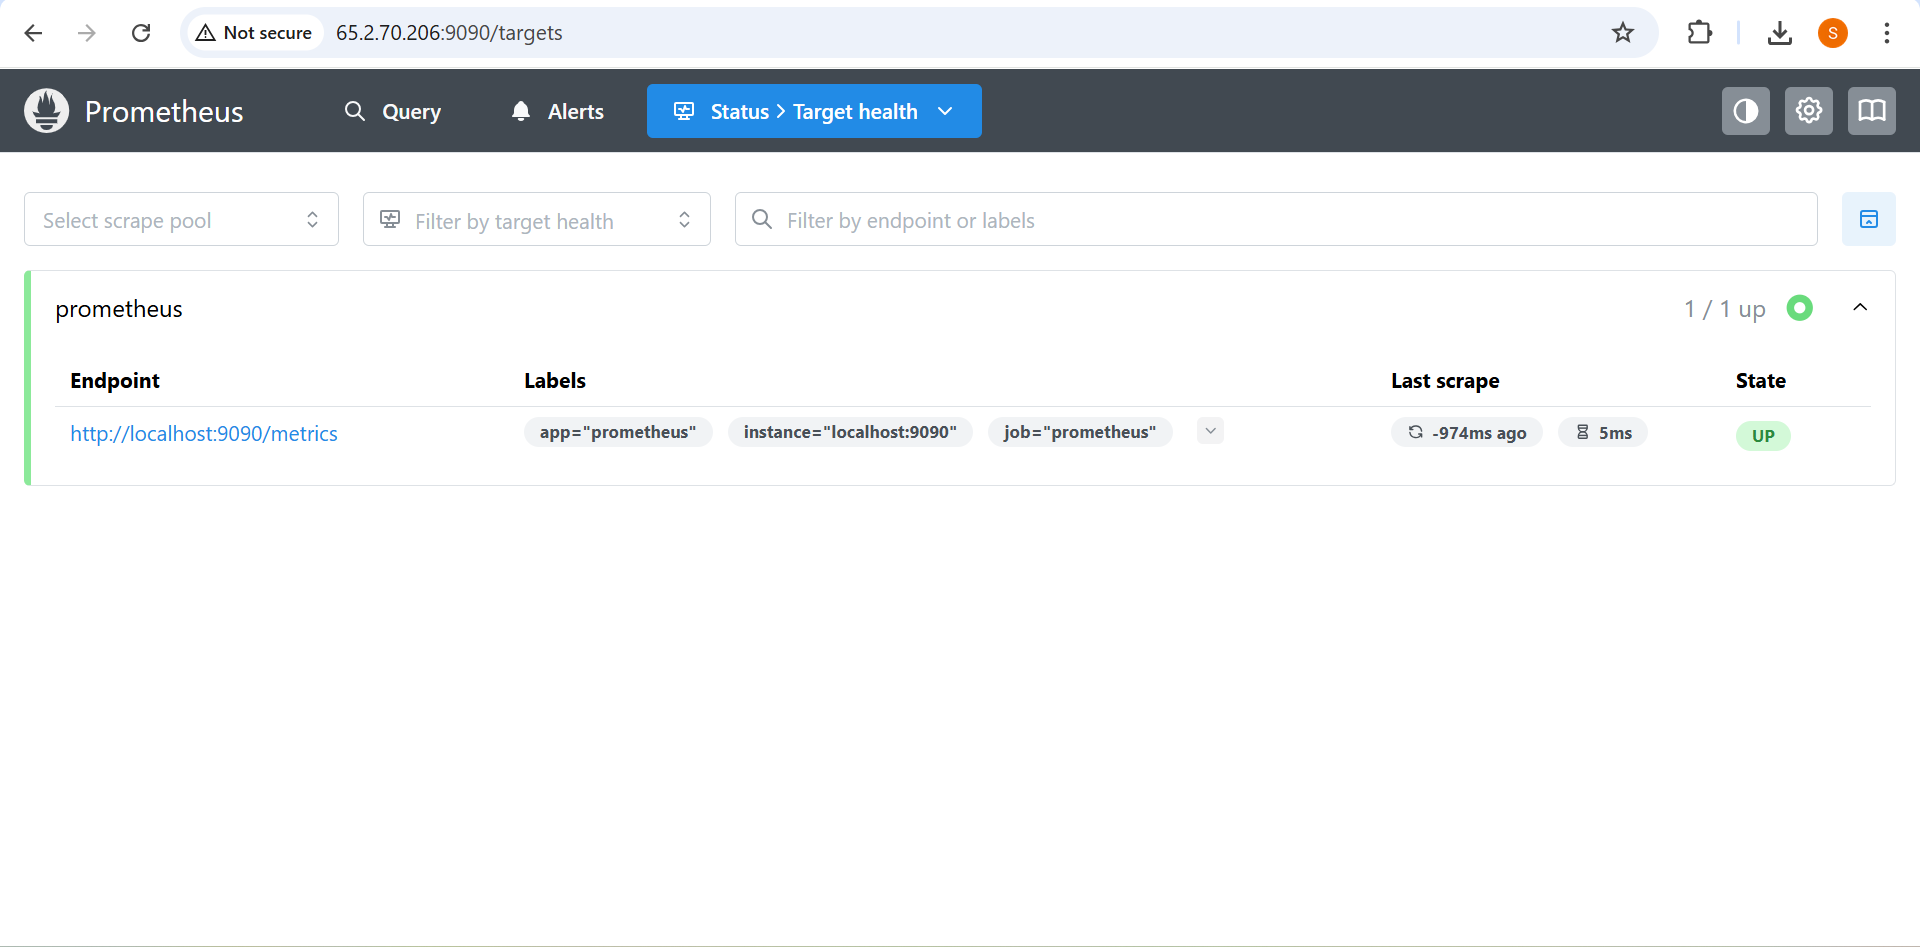 Not secure 65.2.70.206:9090/targets S
Prometheus Query Alerts Status > Target health
Select scrape pool Filter by target health Filter by endpoint or labels
prometheus 1 / 1 up
Endpoint Labels Last scrape State
http://localhost:9090/metrics app="prometheus" instance="localhost:9090" job="prometheus" -974ms ago 5ms UP